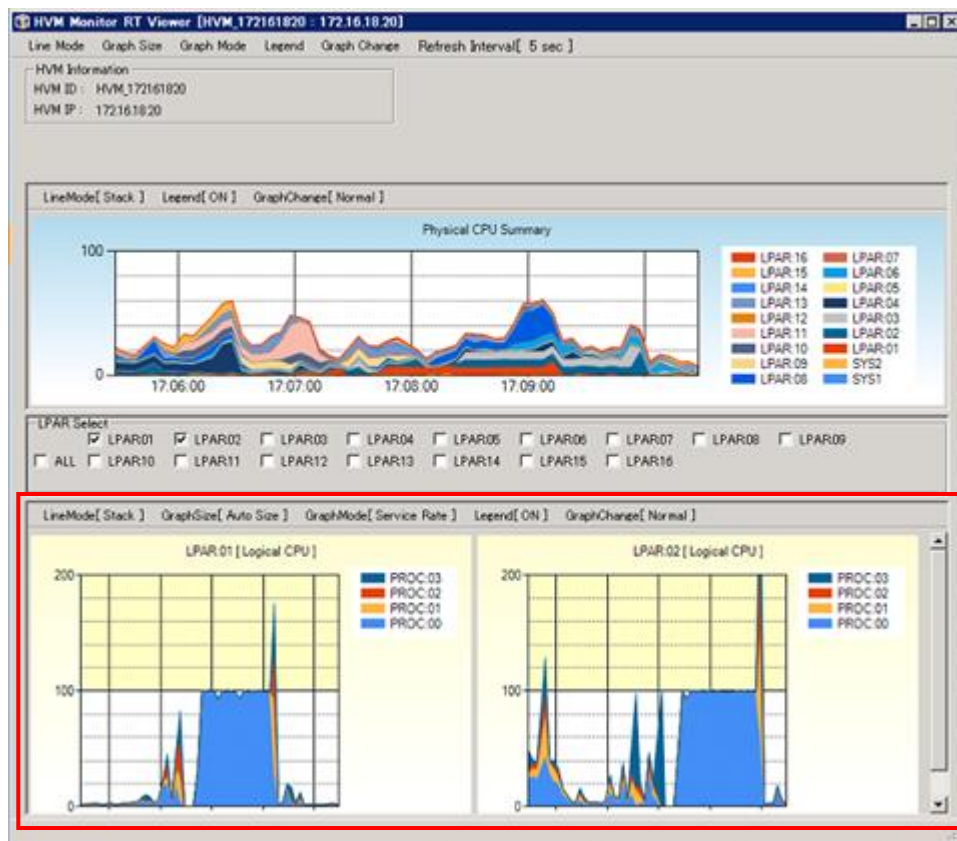 HVM Monitor RT Viewer [HVM_172161820 : 172.16.18.20]
Line Mode Graph Size Graph Mode Legend Graph Change Refresh Interval[ 5 sec ]
HVM Information
HVM ID : HVM_172161820
HVM IP : 172.16.18.20
LineMode[ Stack ] Legend[ ON ] GraphChange[ Normal ]
Physical CPU Summary
100
0
17:06:00 17:07:00 17:08:00 17:09:00
LPAR:16 LPAR:07
LPAR:15 LPAR:06
LPAR:14 LPAR:05
LPAR:13 LPAR:04
LPAR:12 LPAR:03
LPAR:11 LPAR:02
LPAR:10 LPAR:01
LPAR:09 SYS2
LPAR:08 SYS1
LPAR Select
LPAR01 LPAR02 LPAR03 LPAR04 LPAR05 LPAR06 LPAR07 LPAR08 LPAR09
ALL LPAR10 LPAR11 LPAR12 LPAR13 LPAR14 LPAR15 LPAR16
LineMode[ Stack ] GraphSize[ Auto Size ] GraphMode[ Service Rate ] Legend[ ON ] GraphChange[ Normal ]
LPAR:01 [ Logical CPU ]
200
100
0
PROC:03
PROC:02
PROC:01
PROC:00
LPAR:02 [ Logical CPU ]
200
100
0
PROC:03
PROC:02
PROC:01
PROC:00